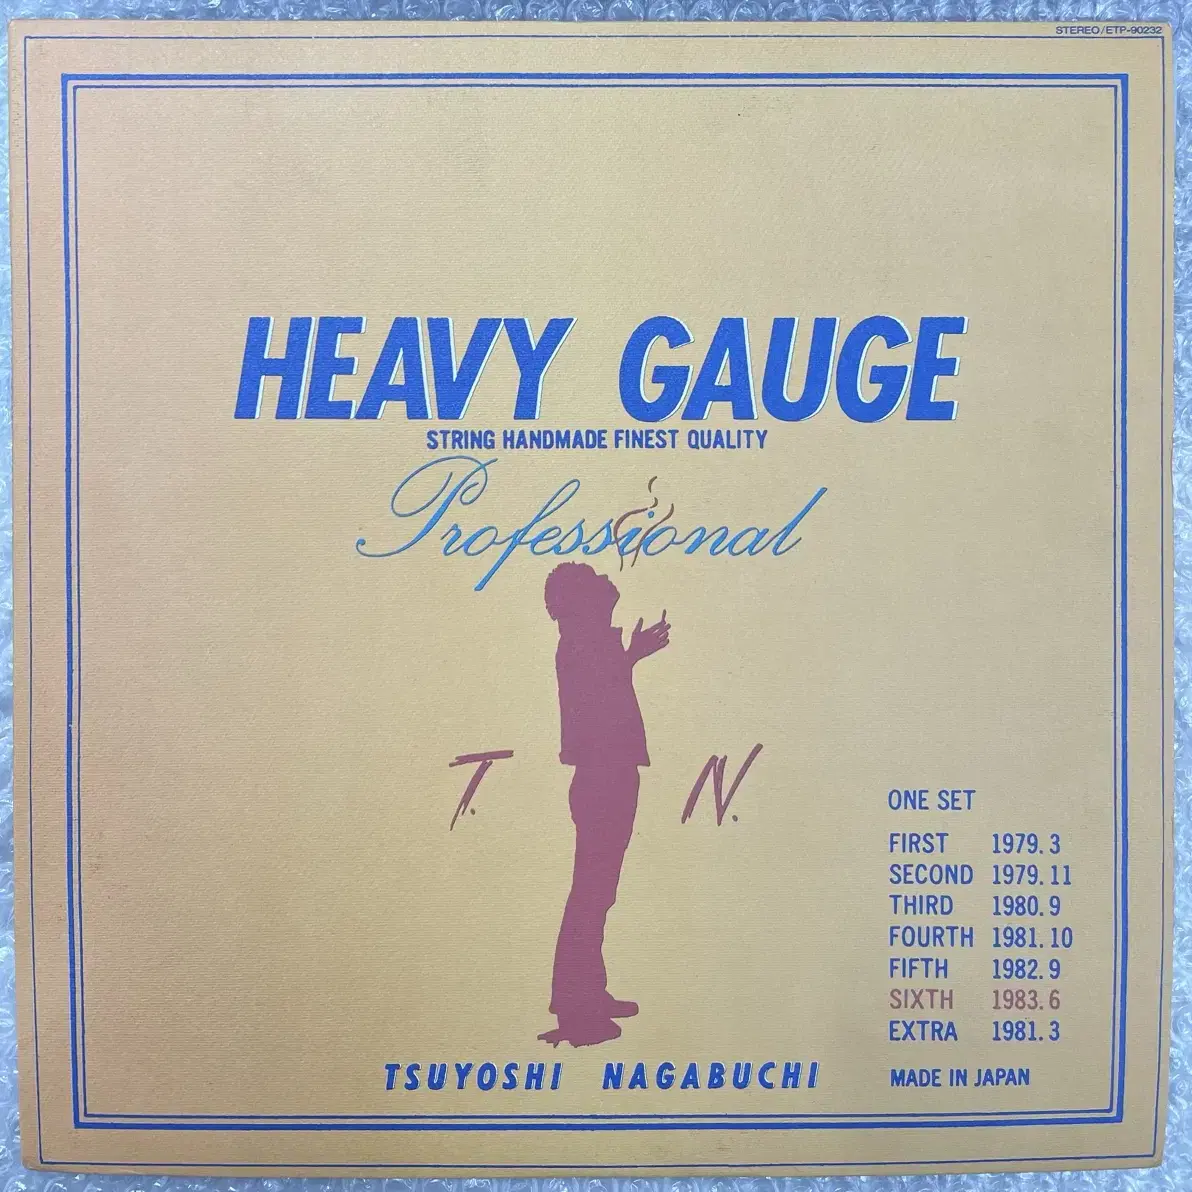 STEREO/ETP-90232
HEAVY GAUGE
STRING HANDMADE FINEST QUALITY
Professional
T. N.
ONE SET
FIRST 1979.3
SECOND 1979.11
THIRD 1980.9
FOURTH 1981.10
FIFTH 1982.9
SIXTH 1983.6
EXTRA 1981.3
TSUYOSHI NAGABUCHI
MADE IN JAPAN